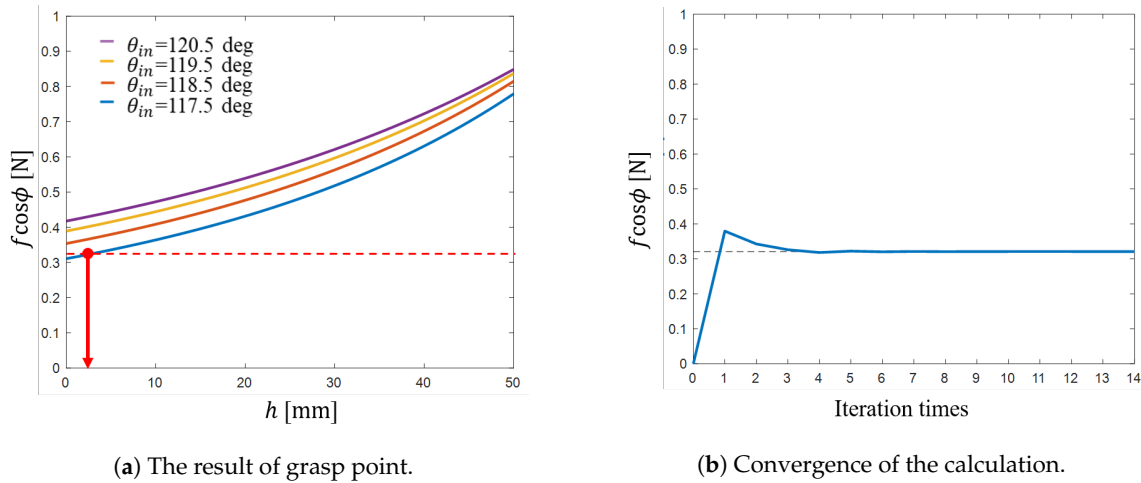 θin=120.5 deg
θin=119.5 deg
θin=118.5 deg
θin=117.5 deg
f cosϕ [N]
1
0.9
0.8
0.7
0.6
0.5
0.4
0.3
0.2
0.1
0
0 10 20 30 40 50
h [mm]
(a) The result of grasp point.
f cosϕ [N]
1
0.9
0.8
0.7
0.6
0.5
0.4
0.3
0.2
0.1
0
0 1 2 3 4 5 6 7 8 9 10 11 12 13 14
Iteration times
(b) Convergence of the calculation.